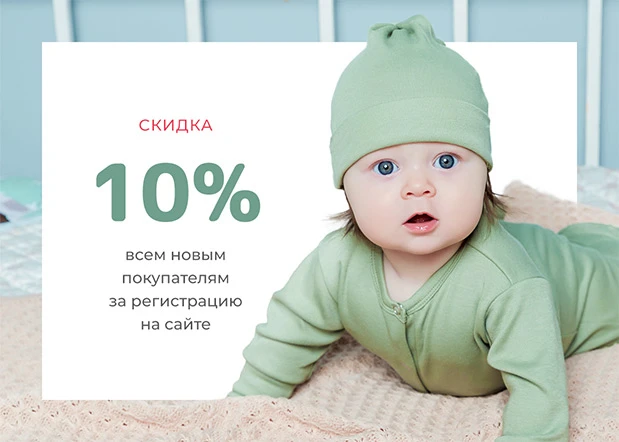 СКИДКА
10%
всем новым
покупателям
за регистрацию
на сайте